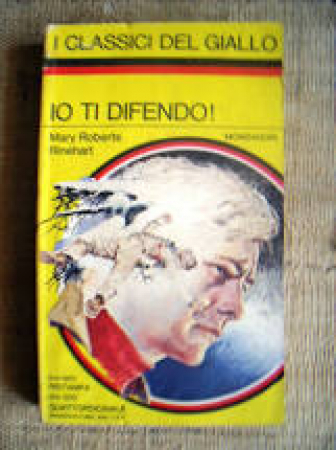 I CLASSICI DEL GIALLO
IO TI DIFENDO!
Mary Roberts
Rinehart
MONDADORI